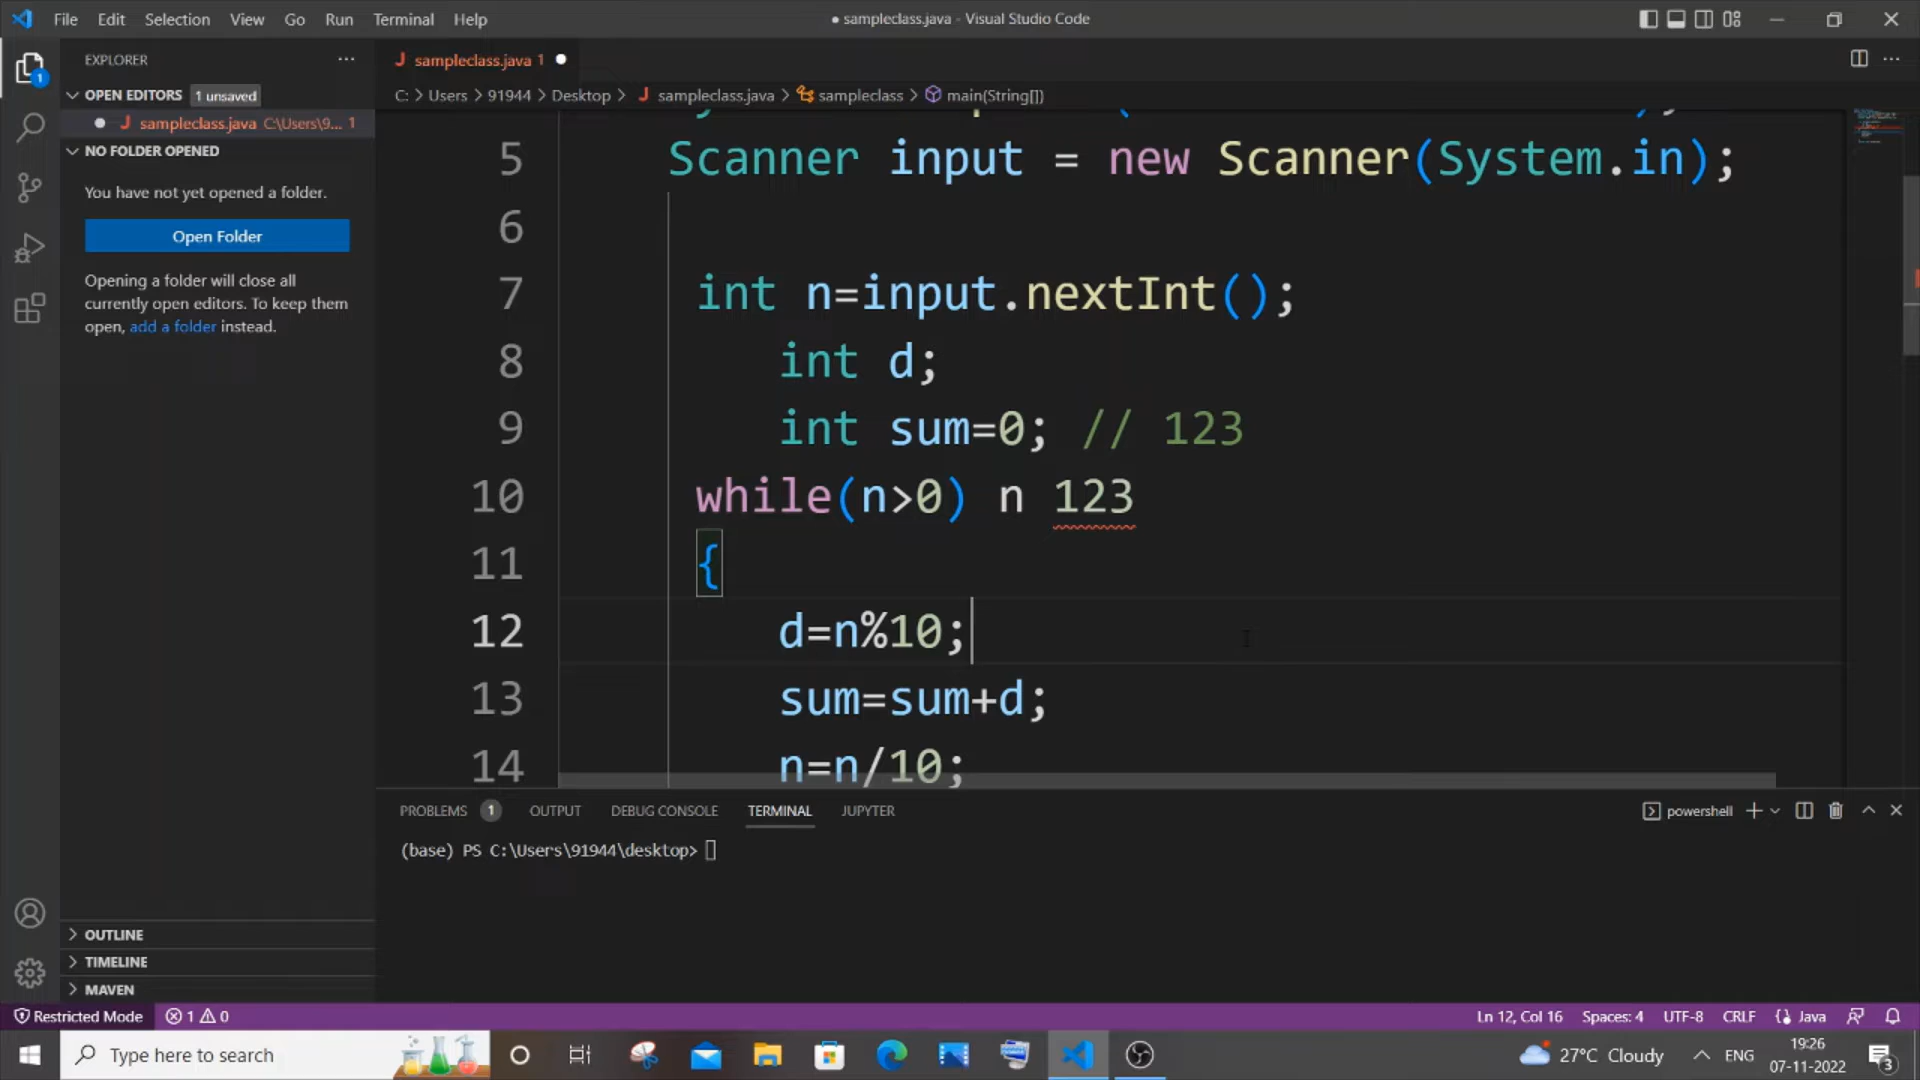 File Edit Selection View Go Run Terminal Help
● sampleclass.java - Visual Studio Code
EXPLORER
sampleclass.java 1
OPEN EDITORS 1 unsaved
C: > Users > 91944 > Desktop > sampleclass.java > sampleclass > main(String[])
sampleclass.java C:\Users\9... 1
NO FOLDER OPENED
You have not yet opened a folder.
Open Folder
Opening a folder will close all
currently open editors. To keep them
open, add a folder instead.
5 Scanner input = new Scanner(System.in);
6
7 int n=input.nextInt();
8 int d;
9 int sum=0; // 123
10 while(n>0) n 123
11 {
12 d=n%10;
13 sum=sum+d;
14 n=n/10;
PROBLEMS 1 OUTPUT DEBUG CONSOLE TERMINAL JUPYTER
powershell
(base) PS C:\Users\91944\desktop>
OUTLINE
TIMELINE
MAVEN
Restricted Mode 1 0
Ln 12, Col 16 Spaces: 4 UTF-8 CRLF Java
Type here to search
27°C Cloudy ENG
19:26
07-11-2022
3